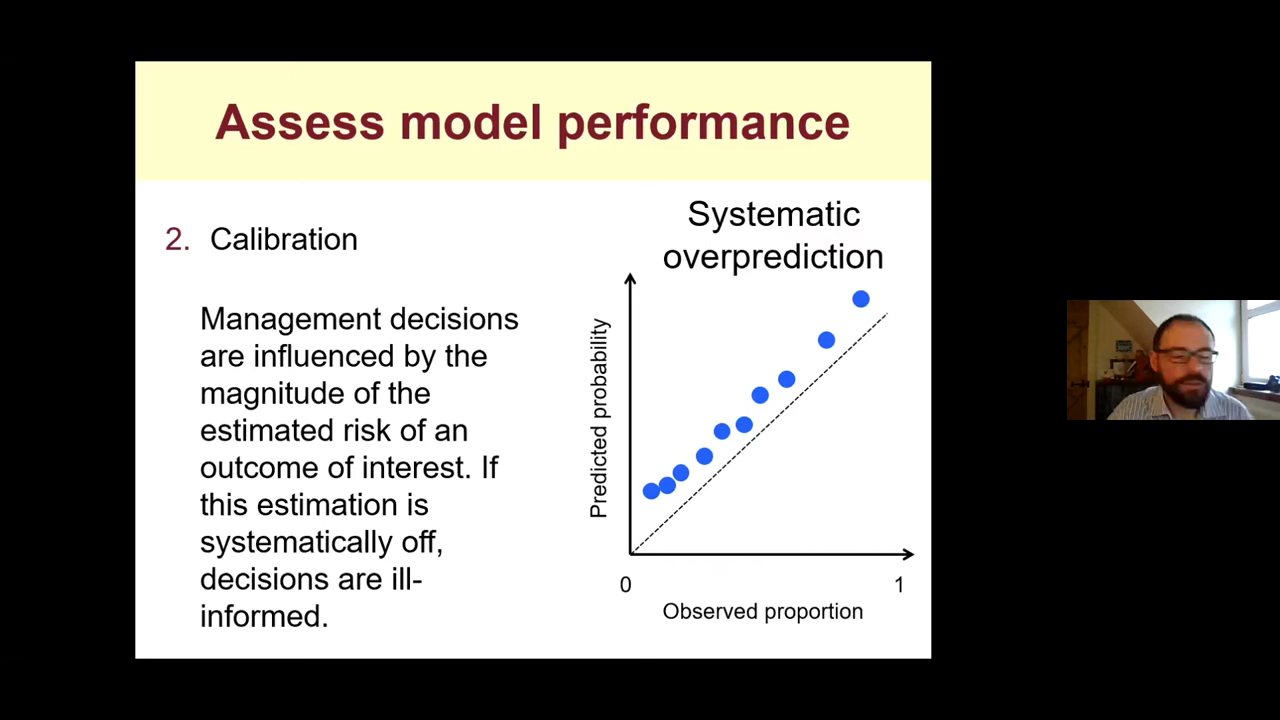 Assess model performance
2. Calibration
Management decisions
are influenced by the
magnitude of the
estimated risk of an
outcome of interest. If
this estimation is
systematically off,
decisions are ill-
informed.
Systematic
overprediction
Predicted probability
0
1
Observed proportion